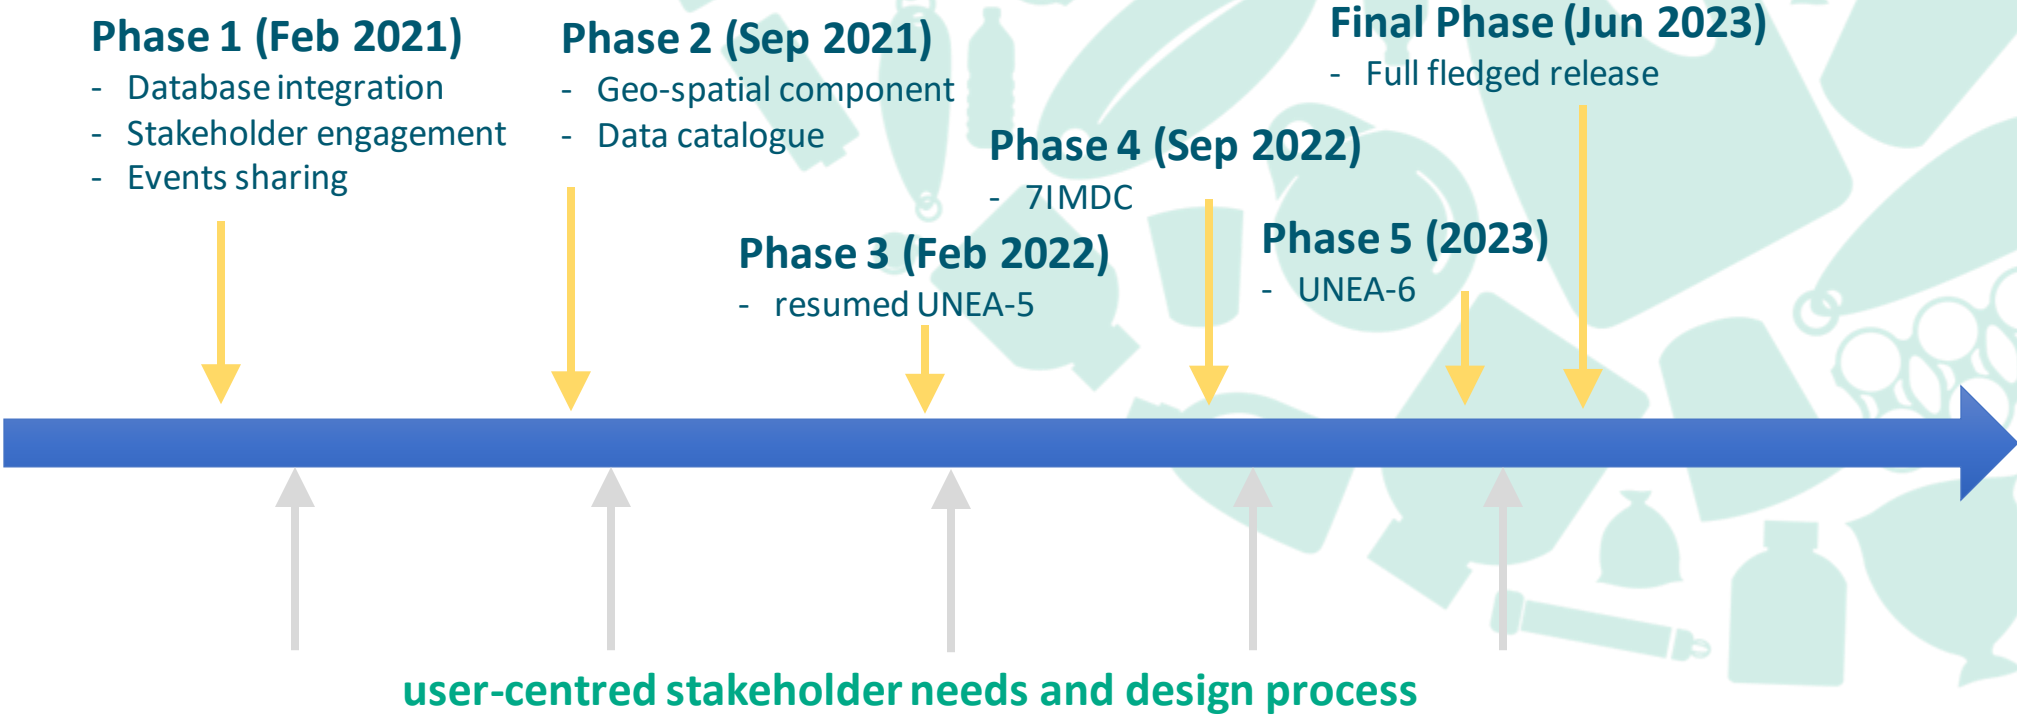 Phase 1 (Feb 2021)
- Database integration
- Stakeholder engagement
- Events sharing
Phase 2 (Sep 2021)
- Geo-spatial component
- Data catalogue
Phase 3 (Feb 2022)
- resumed UNEA-5
Phase 4 (Sep 2022)
- 7IMDC
Phase 5 (2023)
- UNEA-6
Final Phase (Jun 2023)
- Full fledged release
user-centred stakeholder needs and design process